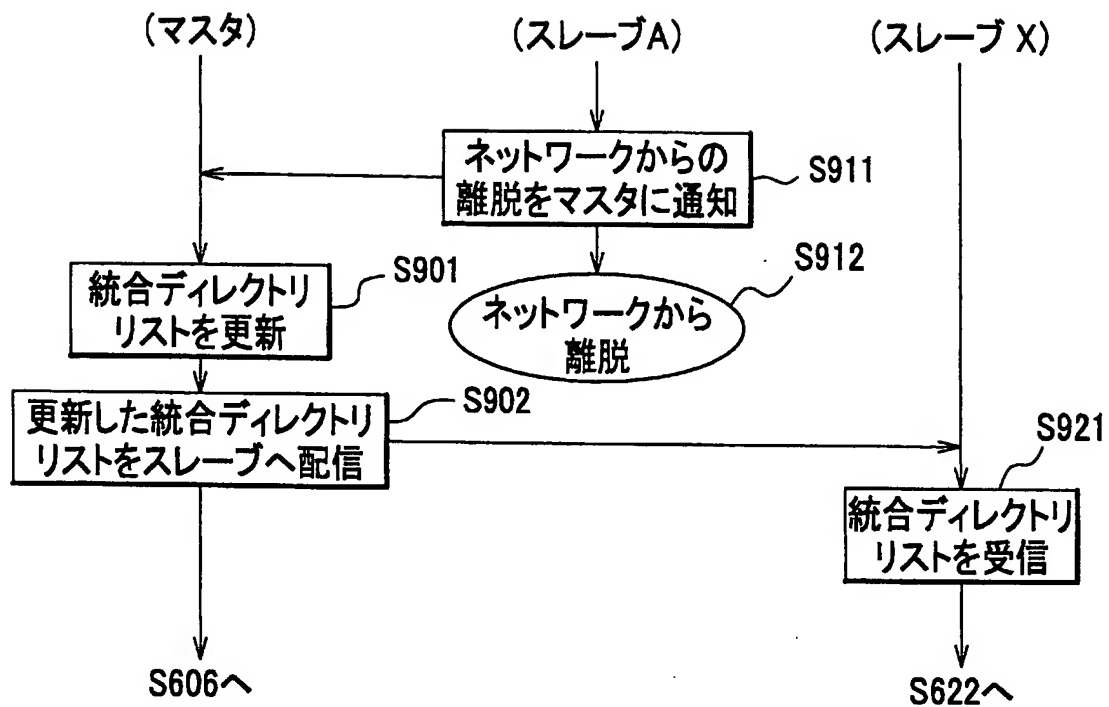 (マスタ)
(スレーブA)
(スレーブ X)
ネットワークからの
離脱をマスタに通知
S911
S901
統合ディレクトリ
リストを更新
S912
ネットワークから
離脱
S902
更新した統合ディレクトリ
リストをスレーブへ配信
S921
統合ディレクトリ
リストを受信
S606へ
S622へ